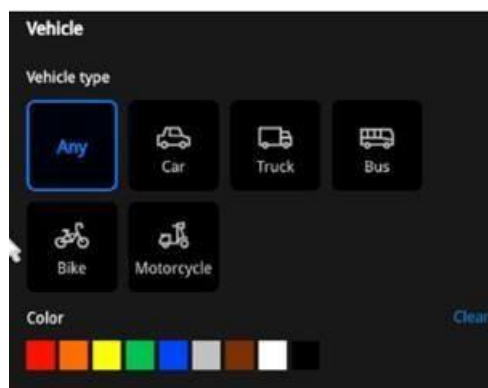 Vehicle
Vehicle type
Any
Car
Truck
Bus
Bike
Motorcycle
Color
Clear